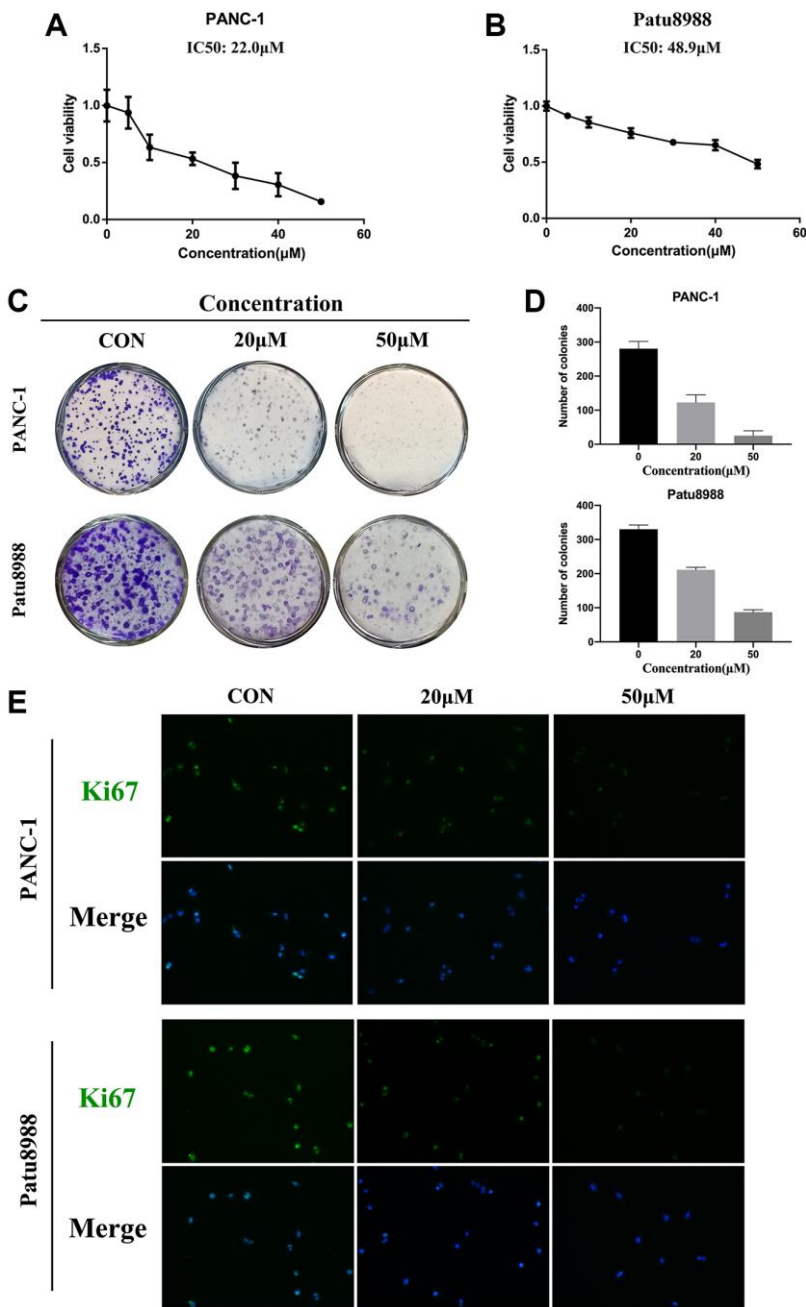 A
PANC-1
IC50: 22.0µM
Cell viability
1.5
1.0
0.5
0.0
0 20 40 60
Concentration(µM)
B
Patu8988
IC50: 48.9µM
Cell viability
1.5
1.0
0.5
0.0
0 20 40 60
Concentration(µM)
C
Concentration
CON 20µM 50µM
PANC-1
Patu8988
D
PANC-1
Number of colonies
400
300
200
100
0
0 20 50
Concentration(µM)
Patu8988
Number of colonies
400
300
200
100
0
0 20 50
Concentration(µM)
E
CON 20µM 50µM
PANC-1
Ki67
Merge
Patu8988
Ki67
Merge